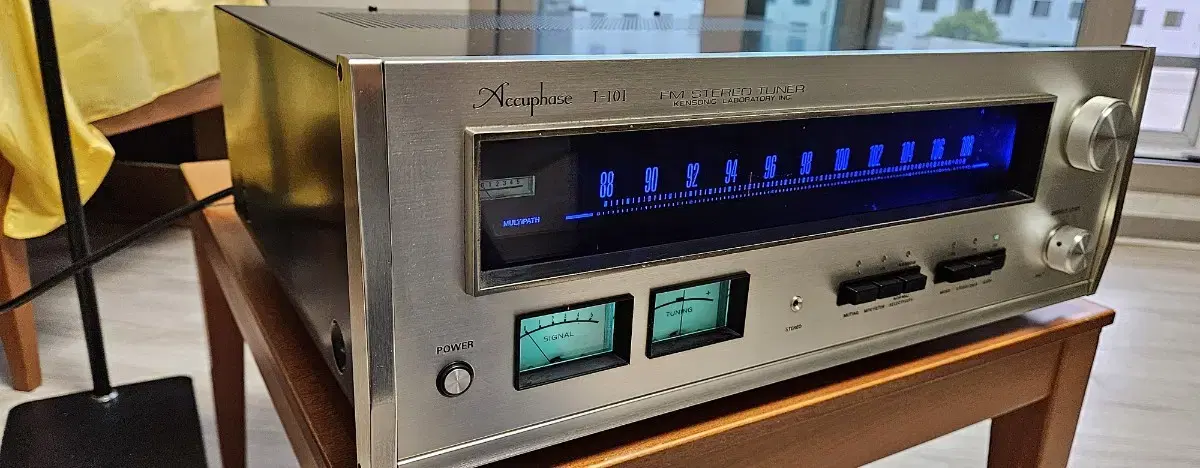 Accuphase T-101 FM STEREO TUNER
KENSONIC LABORATORY INC.
88 90 92 94 96 98 100 102 104 106 108
MULTIPATH
SIGNAL
TUNING
POWER
STEREO
MUTING